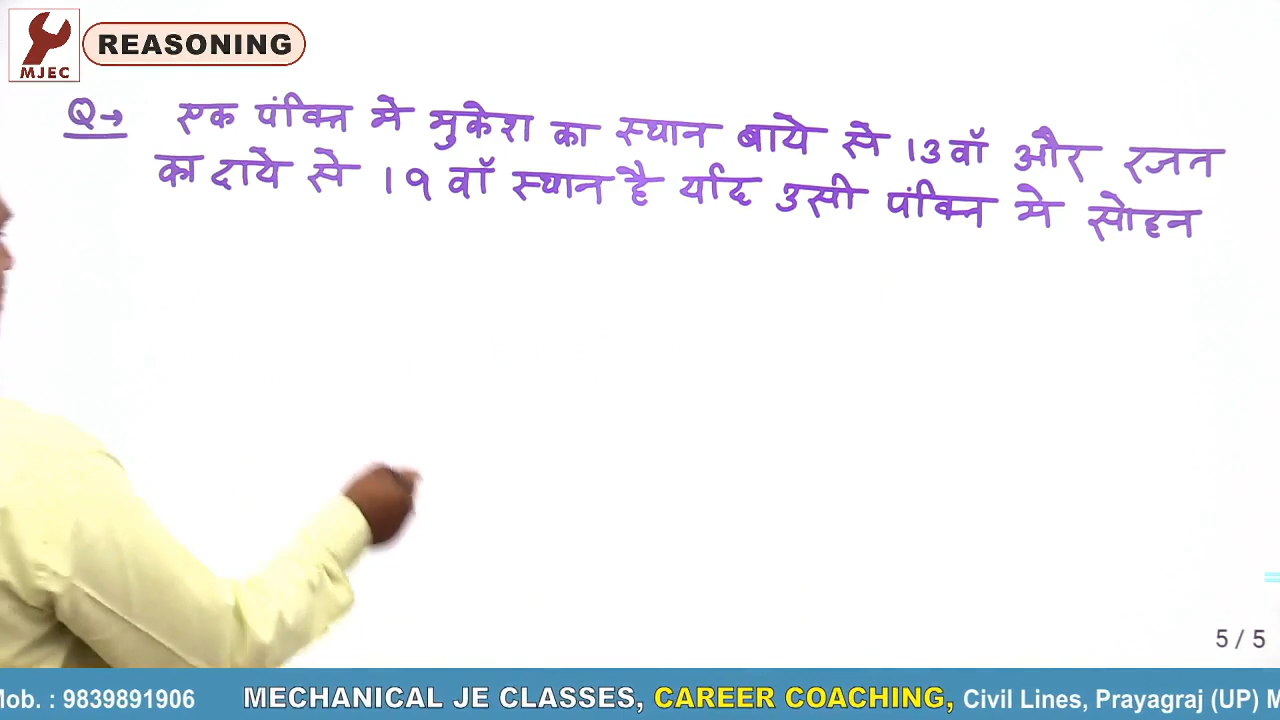 MJEC
REASONING
Q→ एक पंक्ति मे मुकेश का स्थान बाये से 13वाँ और रजत
का दाये से 19 वाँ स्थान है यदि उसी पंक्ति मे सोहन
5 / 5
Mob. : 9839891906 MECHANICAL JE CLASSES, CAREER COACHING, Civil Lines, Prayagraj (UP) M